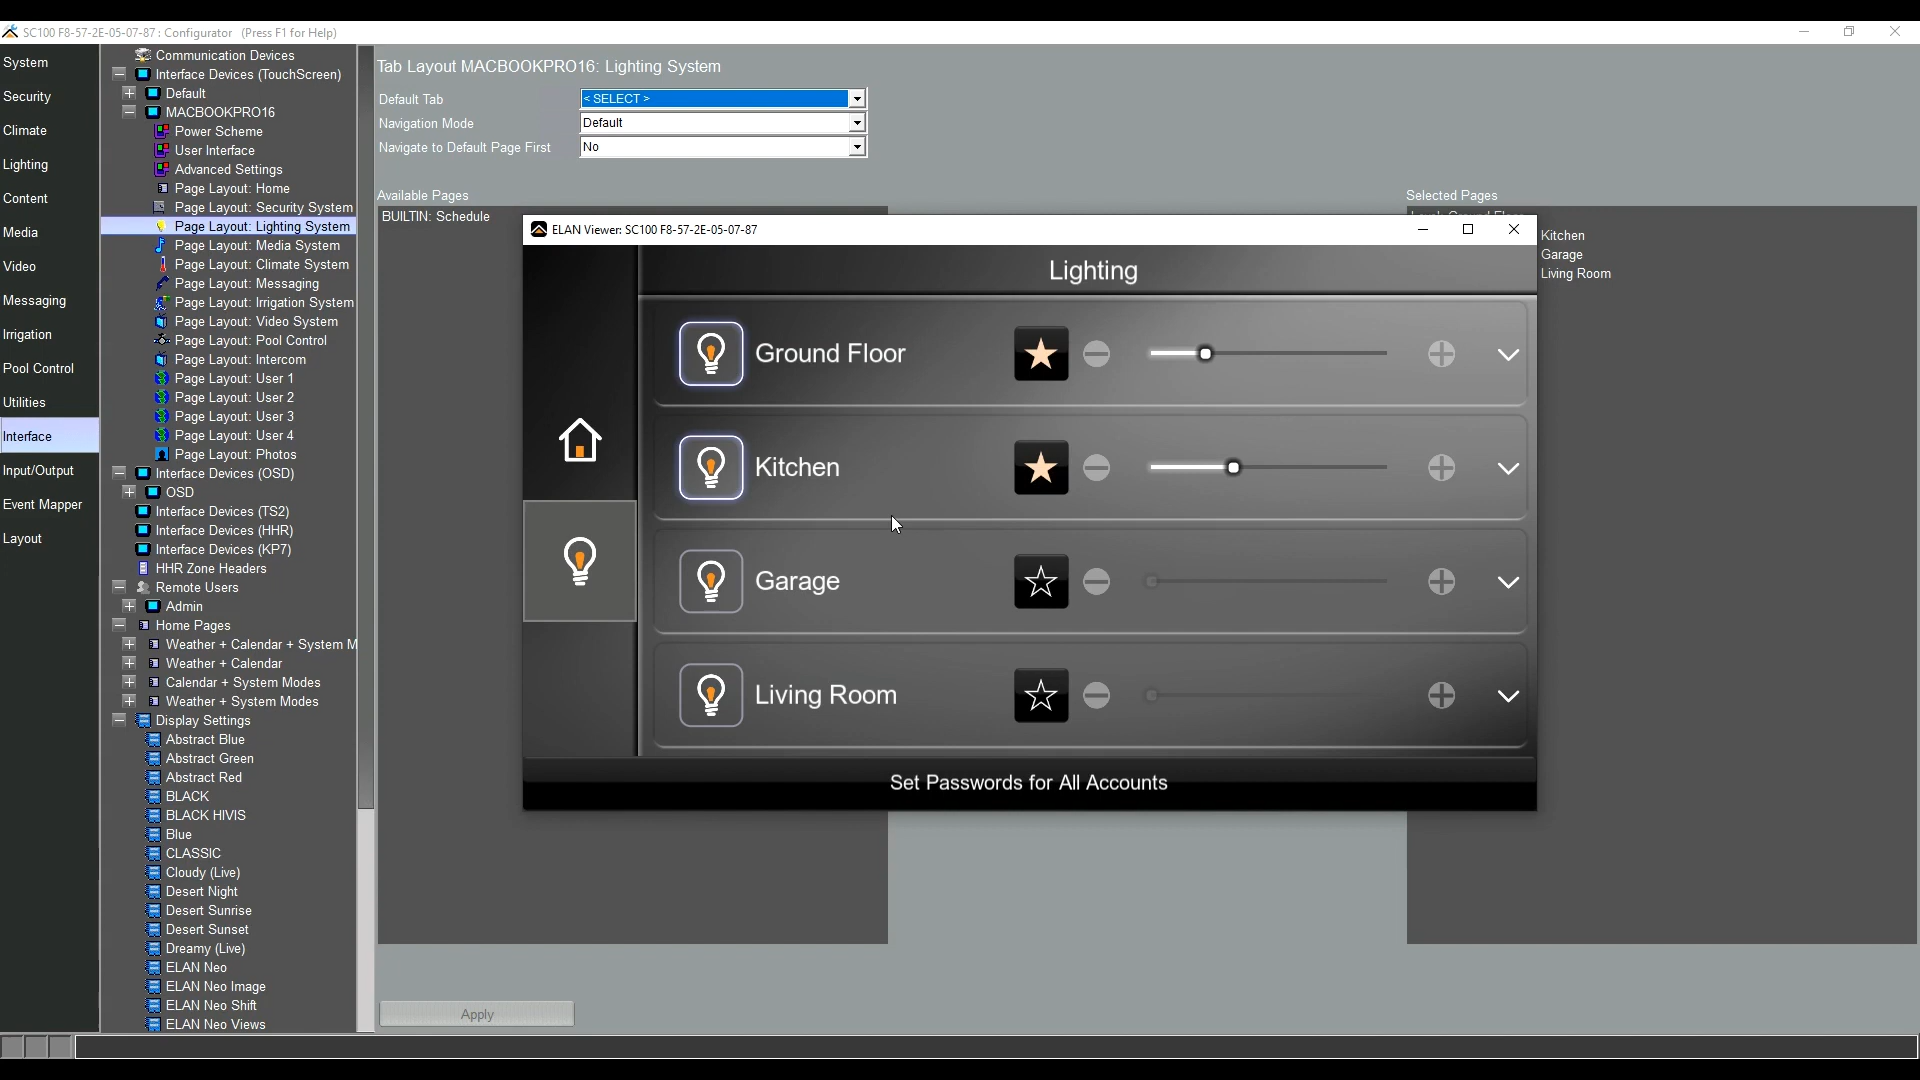 SC100 F8-57-2E-05-07-87 : Configurator (Press F1 for Help)
System
Security
Climate
Lighting
Content
Media
Video
Messaging
Irrigation
Pool Control
Utilities
Interface
Input/Output
Event Mapper
Layout
Communication Devices
Interface Devices (TouchScreen)
Default
MACBOOKPRO16
Power Scheme
User Interface
Advanced Settings
Page Layout: Home
Page Layout: Security System
Page Layout: Lighting System
Page Layout: Media System
Page Layout: Climate System
Page Layout: Messaging
Page Layout: Irrigation System
Page Layout: Video System
Page Layout: Pool Control
Page Layout: Intercom
Page Layout: User 1
Page Layout: User 2
Page Layout: User 3
Page Layout: User 4
Page Layout: Photos
Interface Devices (OSD)
OSD
Interface Devices (TS2)
Interface Devices (HHR)
Interface Devices (KP7)
HHR Zone Headers
Remote Users
Admin
Home Pages
Weather + Calendar + System M
Weather + Calendar
Calendar + System Modes
Weather + System Modes
Display Settings
Abstract Blue
Abstract Green
Abstract Red
BLACK
BLACK HIVIS
Blue
CLASSIC
Cloudy (Live)
Desert Night
Desert Sunrise
Desert Sunset
Dreamy (Live)
ELAN Neo
ELAN Neo Image
ELAN Neo Shift
ELAN Neo Views
Tab Layout MACBOOKPRO16: Lighting System
Default Tab < SELECT >
Navigation Mode Default
Navigate to Default Page First No
Available Pages
BUILTIN: Schedule
Selected Pages
Kitchen
Garage
Living Room
ELAN Viewer: SC100 F8-57-2E-05-07-87
Lighting
Ground Floor
Kitchen
Garage
Living Room
Set Passwords for All Accounts
Apply